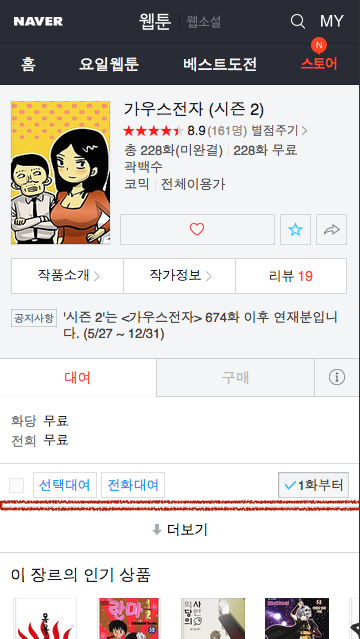 NAVER 웹툰 웹소설 MY
N
홈 요일웹툰 베스트도전 스토어
가우스전자 (시즌 2)
8.9 (161명) 별점주기
총 228화(미완결) 228화 무료
곽백수
코믹 전체이용가
작품소개 작가정보 리뷰 19
공지사항 '시즌 2'는 <가우스전자> 674화 이후 연재분입니
다. (5/27 ~ 12/31)
대여 구매
화당 무료
전회 무료
선택대여 전화대여 1화부터
더보기
이 장르의 인기 상품